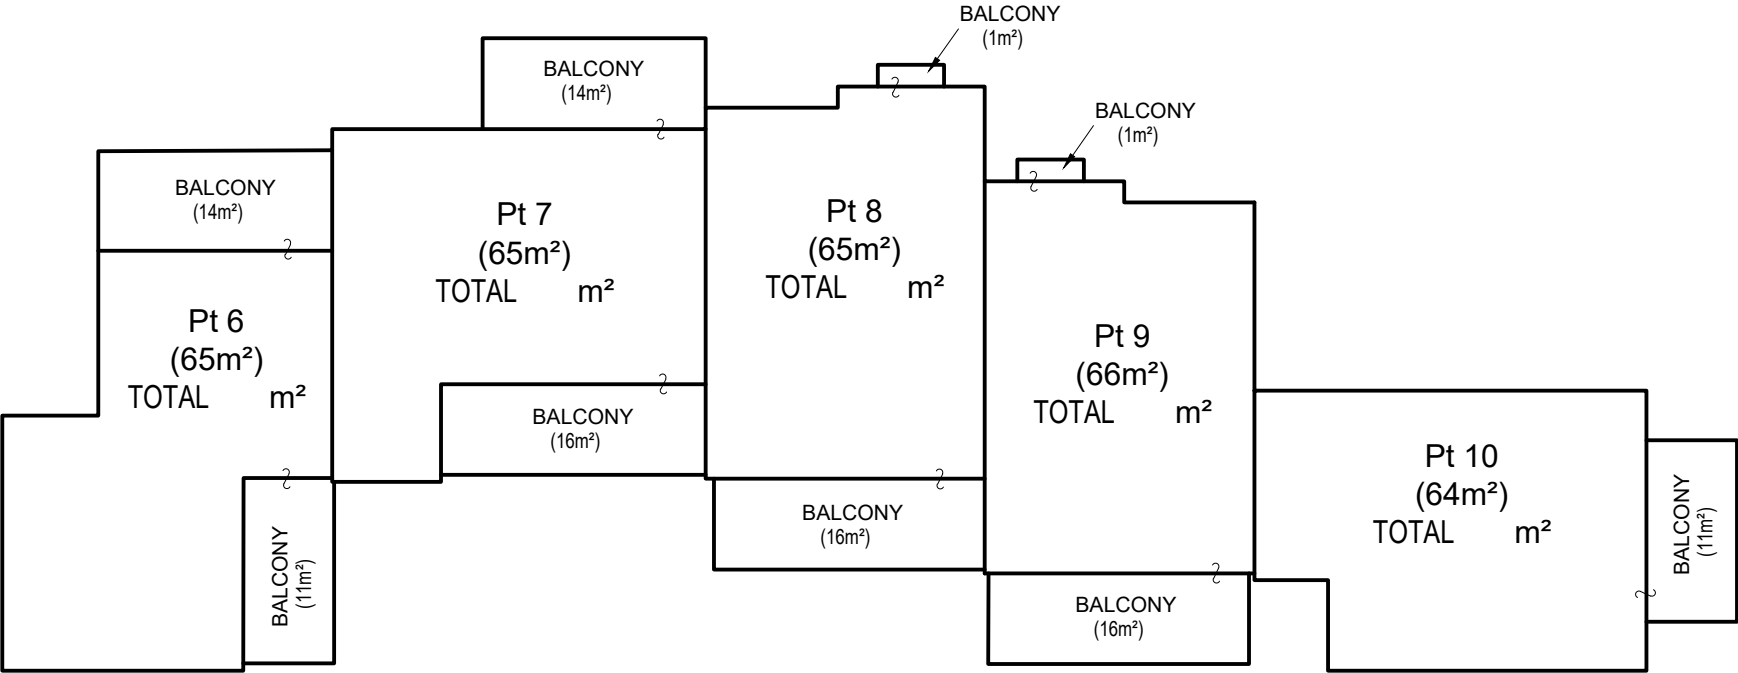 BALCONY
(1m²)
BALCONY
(14m²)
BALCONY
(1m²)
BALCONY
(14m²)
Pt 7
(65m²)
TOTAL m²
Pt 8
(65m²)
TOTAL m²
Pt 6
(65m²)
TOTAL m²
Pt 9
(66m²)
TOTAL m²
BALCONY
(16m²)
Pt 10
(64m²)
TOTAL m²
BALCONY
(11m²)
BALCONY
(16m²)
BALCONY
(11m²)
BALCONY
(16m²)